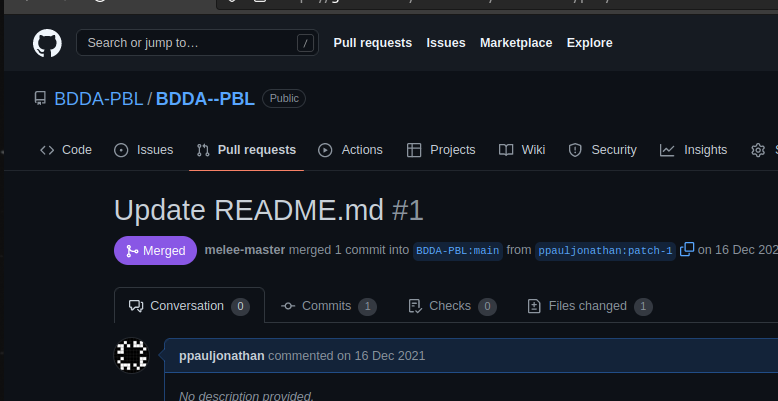 Search or jump to… /
Pull requests Issues Marketplace Explore
BDDA-PBL / BDDA--PBL Public
Code Issues Pull requests Actions Projects Wiki Security Insights
Update README.md #1
Merged melee-master merged 1 commit into BDDA-PBL:main from ppauljonathan:patch-1 on 16 Dec 202
Conversation 0 Commits 1 Checks 0 Files changed 1
ppauljonathan commented on 16 Dec 2021
No description provided.